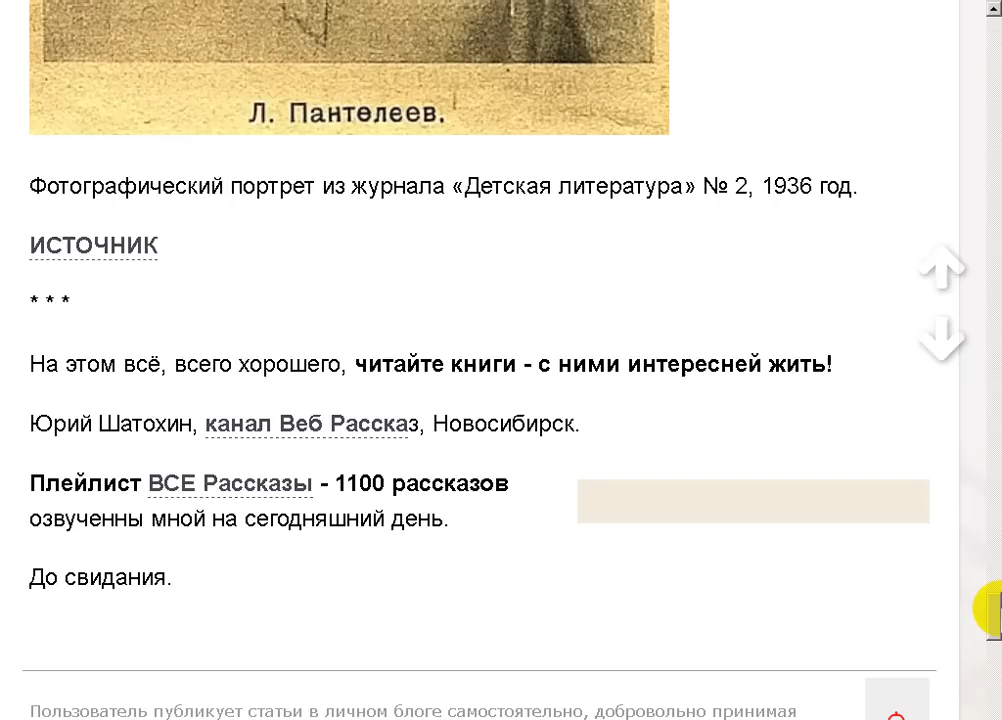 Л. Пантелеев.
Фотографический портрет из журнала «Детская литература» № 2, 1936 год.
ИСТОЧНИК
* * *
На этом всё, всего хорошего, читайте книги - с ними интересней жить!
Юрий Шатохин, канал Веб Рассказ, Новосибирск.
Плейлист ВСЕ Рассказы - 1100 рассказов
озвученны мной на сегодняшний день.
До свидания.
Пользователь публикует статьи в личном блоге самостоятельно, добровольно принимая